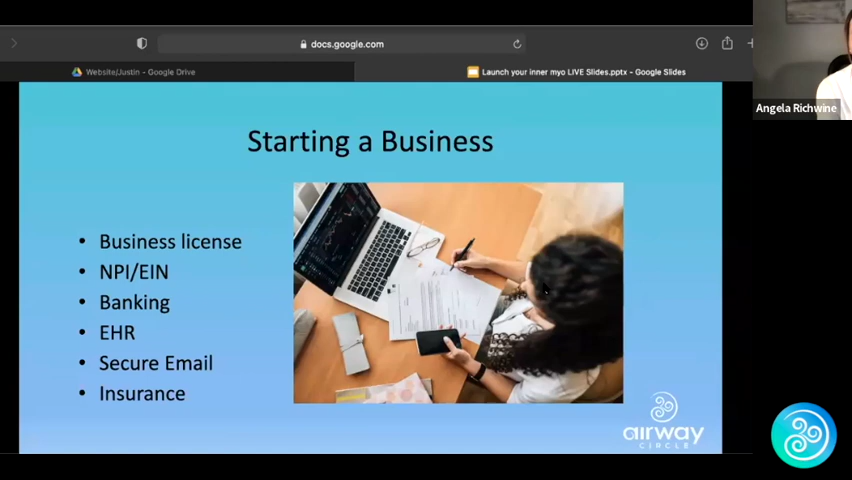 docs.google.com
Website/Justin - Google Drive
Launch your inner myo LIVE Slides.pptx - Google Slides
Angela Richwine
Starting a Business
• Business license
• NPI/EIN
• Banking
• EHR
• Secure Email
• Insurance
airway
CIRCLE